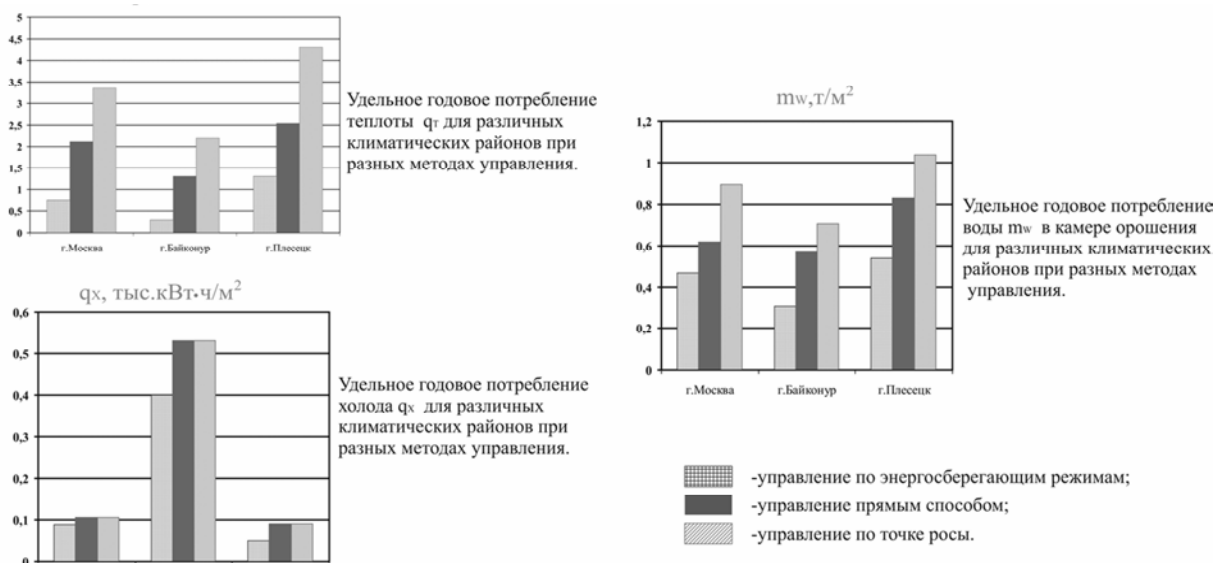 5
4,5
4
3,5
3
2,5
2
1,5
1
0,5
0
г.Москва г.Байконур г.Плесецк
Удельное годовое потребление
теплоты qт для различных
климатических районов при
разных методах управления.
qх, тыс.кВт•ч/м²
0,6
0,5
0,4
0,3
0,2
0,1
0
Удельное годовое потребление
холода qх для различных
климатических районов при
разных методах управления.
mw,т/м²
1,2
1
0,8
0,6
0,4
0,2
0
г.Москва г.Байконур г.Плесецк
Удельное годовое потребление
воды mw в камере орошения
для различных климатических
районов при разных методах
управления.
-управление по энергосберегающим режимам;
-управление прямым способом;
-управление по точке росы.